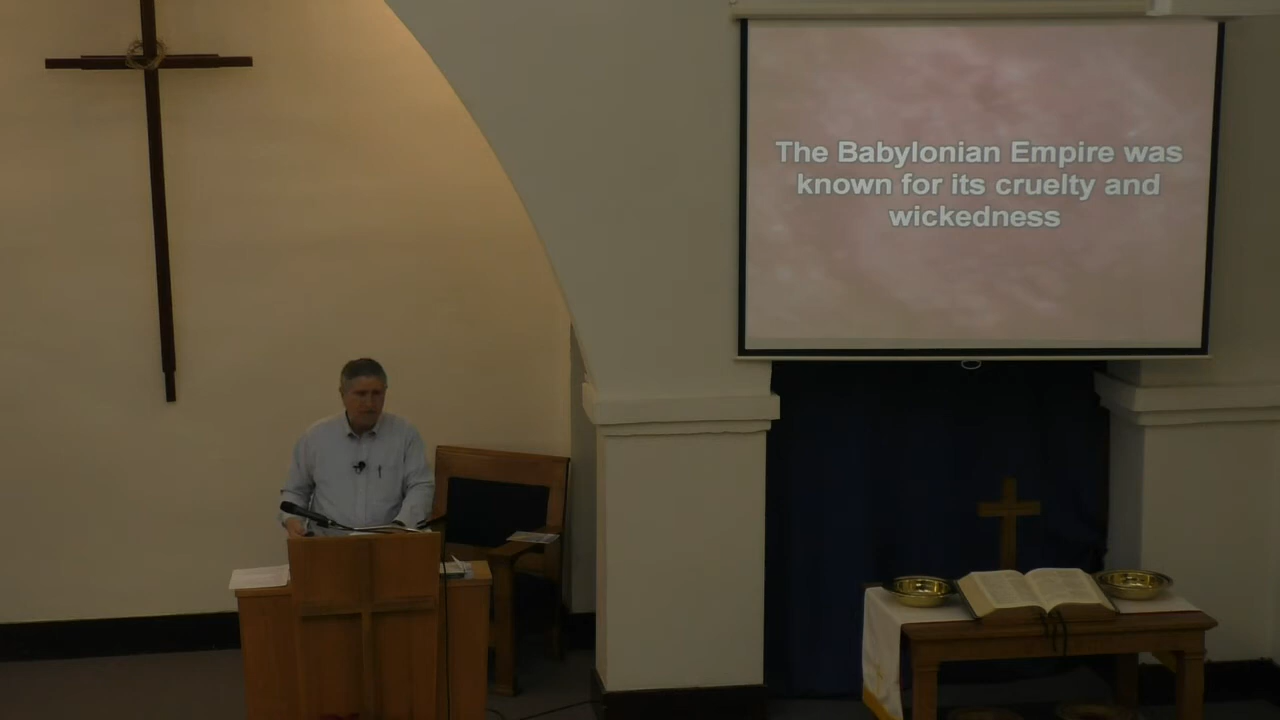 The Babylonian Empire was
known for its cruelty and
wickedness